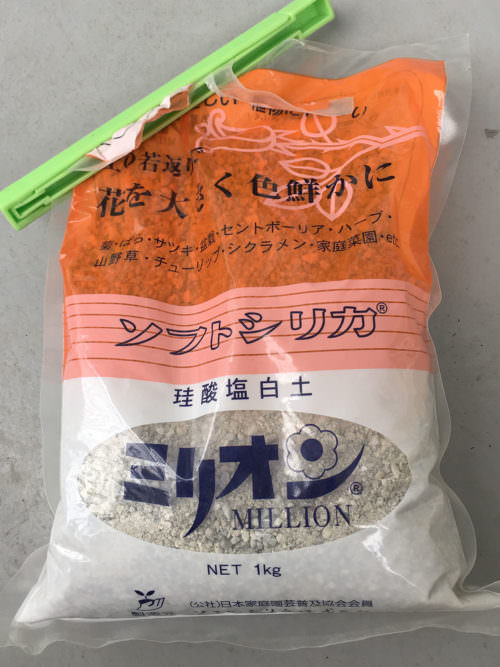 若返り
花を大きく色鮮かに
菊・ばら・サツキ・盆栽・セントポーリア・ハーブ・
山野草・チューリップ・シクラメン・家庭菜園・etc
ソフトシリカ®
珪酸塩白土
ミリオン®
MILLION
NET 1kg
(公社)日本家庭園芸普及協会会員